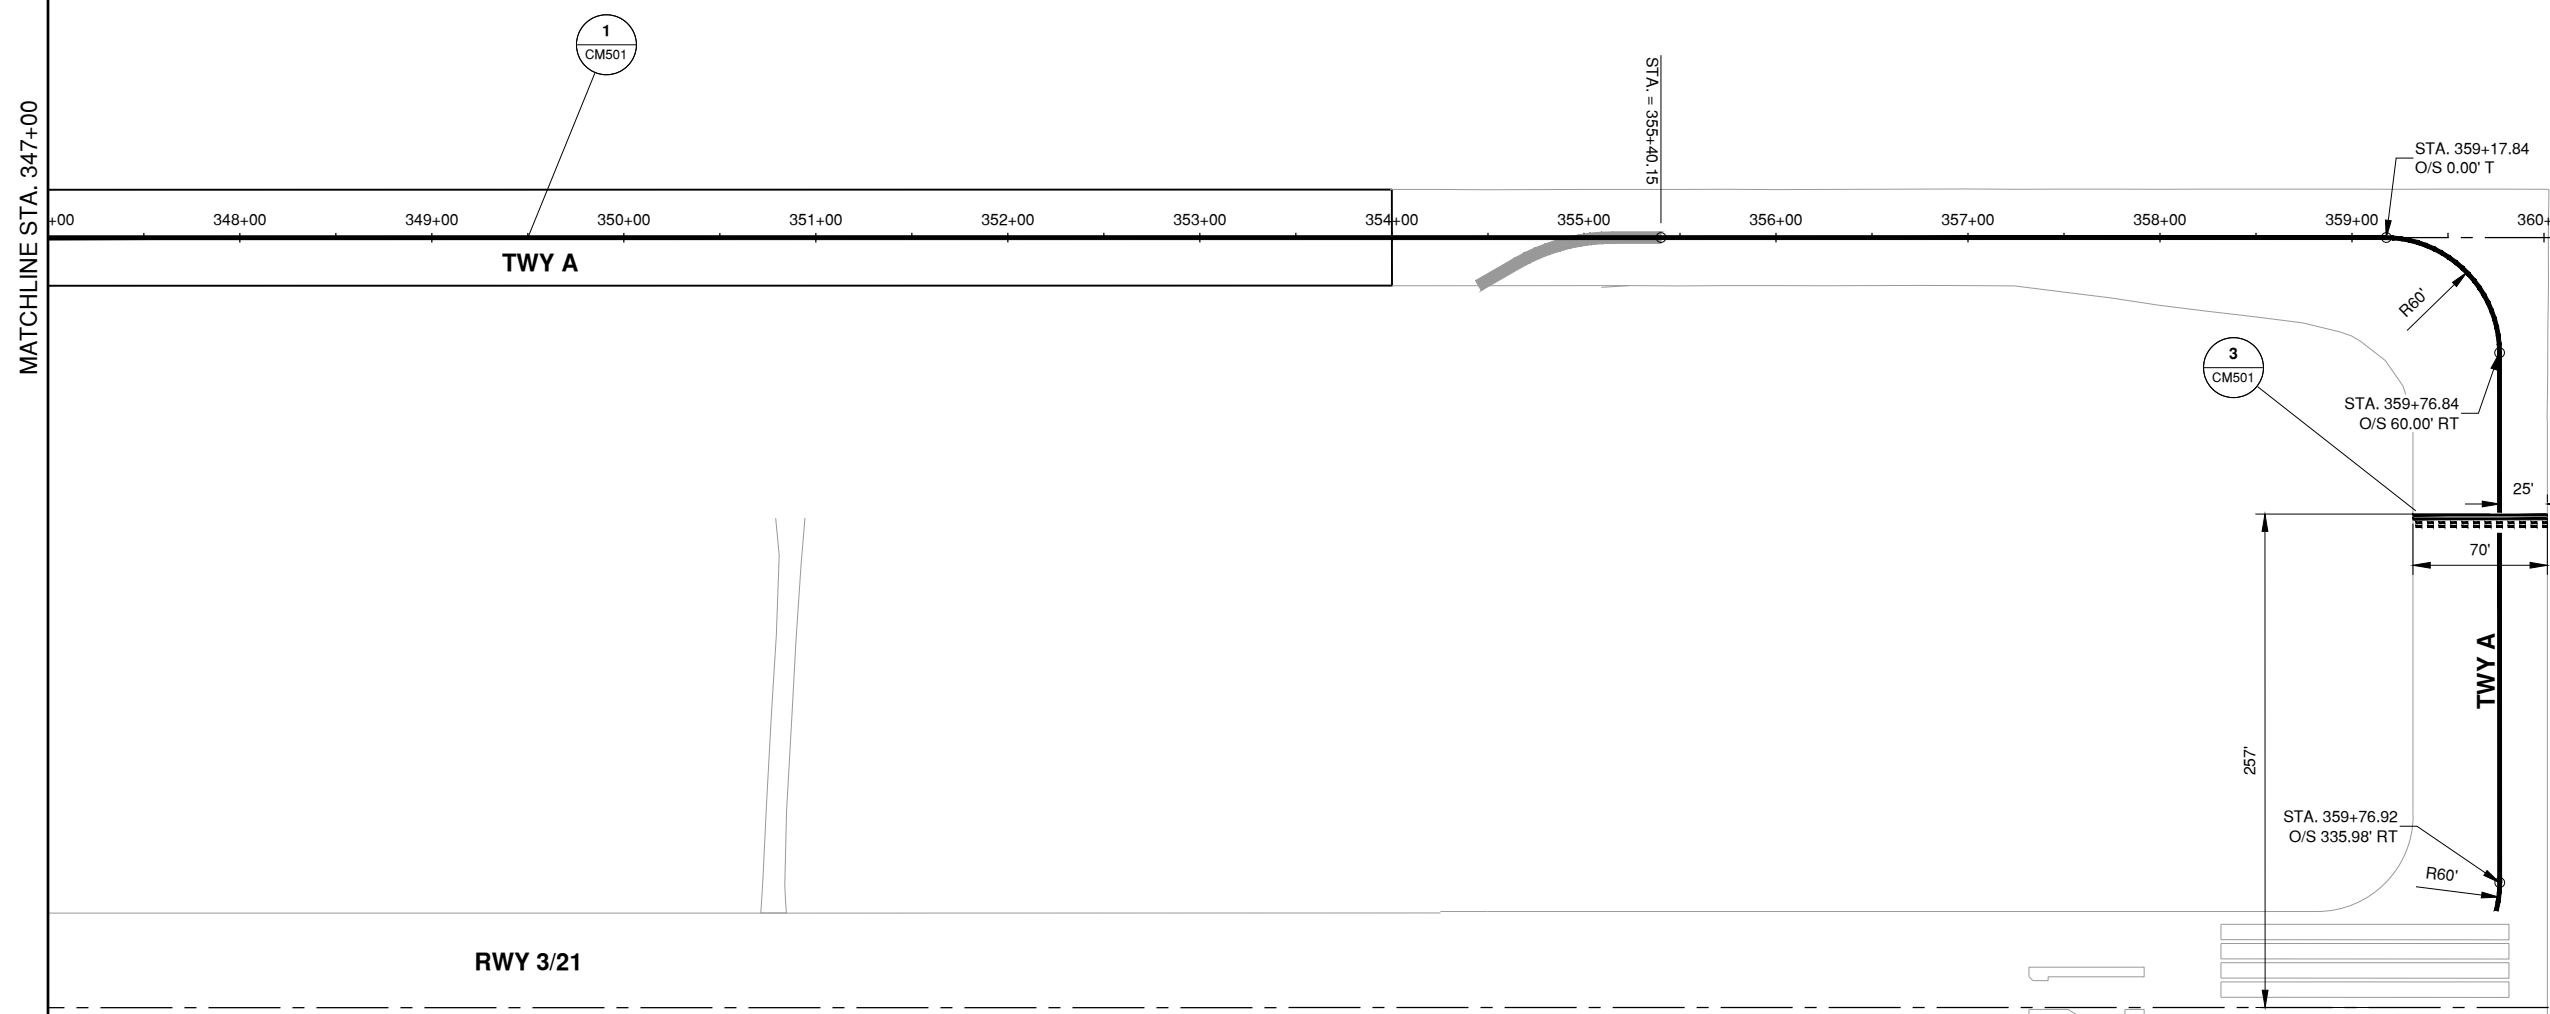 1
CM501
MATCHLINE STA. 347+00
STA. = 355+40.15
STA. 359+17.84
O/S 0.00' T
+00 348+00 349+00 350+00 351+00 352+00 353+00 354+00 355+00 356+00 357+00 358+00 359+00 360+
TWY A
R60'
3
CM501
STA. 359+76.84
O/S 60.00' RT
25'
70'
TWY A
257'
STA. 359+76.92
O/S 335.98' RT
R60'
RWY 3/21